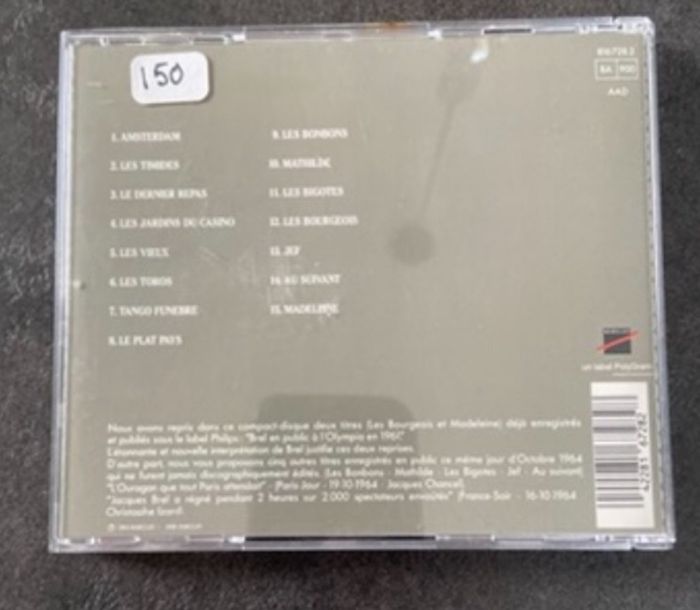 150
816728.2
BA 900
AAD
1. AMSTERDAM
2. LES TIMIDES
3. LE DERNIER REPAS
4. LES JARDINS DU CASINO
5. LES VIEUX
6. LES TOROS
7. TANGO FUNEBRE
8. LE PLAT PAYS
9. LES BONBONS
10. MATHILDE
11. LES BIGOTES
12. LES BOURGEOIS
13. JEF
14. AU SUIVANT
15. MADELEINE
un label PolyGram
Nous avons repris dans ce compact-disque deux titres (Les Bourgeois et Madeleine) déjà enregistrés
et publiés sous le label Philips: "Brel en public à l'Olympia en 1961."
L'étonnante et nouvelle interprétation de Brel justifie ces deux reprises.
D'autre part, nous vous proposons cinq autres titres enregistrés en public ce même jour d'Octobre 1964
qui ne furent jamais discographiquement édités. (Les Bonbons - Mathilde - Les Bigotes - Jef - Au suivant)
"L'Ouragan que tout Paris attendait". (Paris-Jour - 19-10-1964 - Jacques Chancel).
"Jacques Brel a régné pendant 2 heures sur 2.000 spectateurs envoûtés" (France-Soir - 16-10-1964
Christophe Izard).